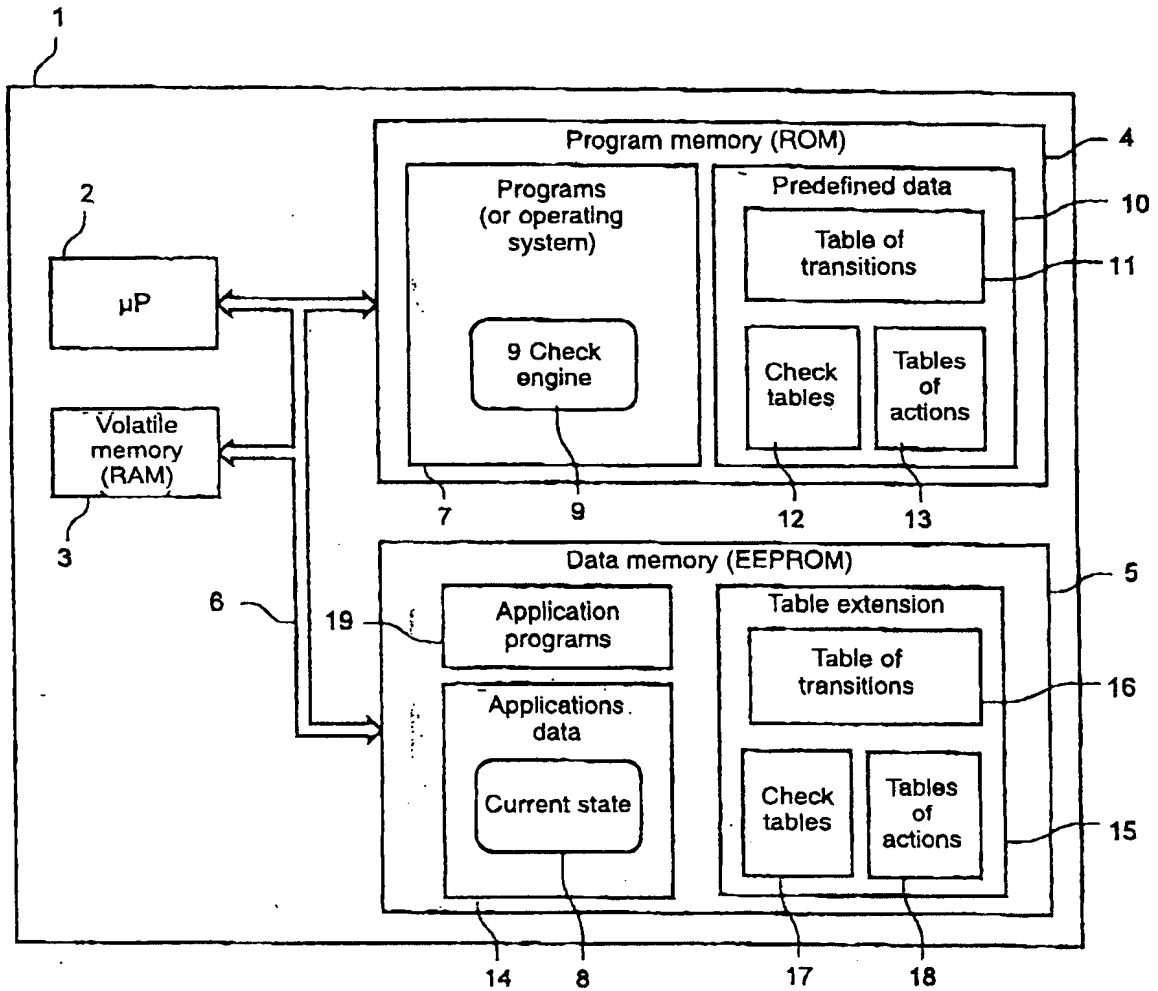 1
Program memory (ROM)
4
Programs
(or operating
system)
Predefined data
10
2
Table of
transitions
11
µP
9 Check
engine
Check
tables
Tables
of
actions
Volatile
memory
(RAM)
3
7
9
12
13
Data memory (EEPROM)
5
6
19
Application
programs
Table extension
Table of
transitions
16
Applications
data
Current state
Check
tables
Tables
of
actions
15
14
8
17
18